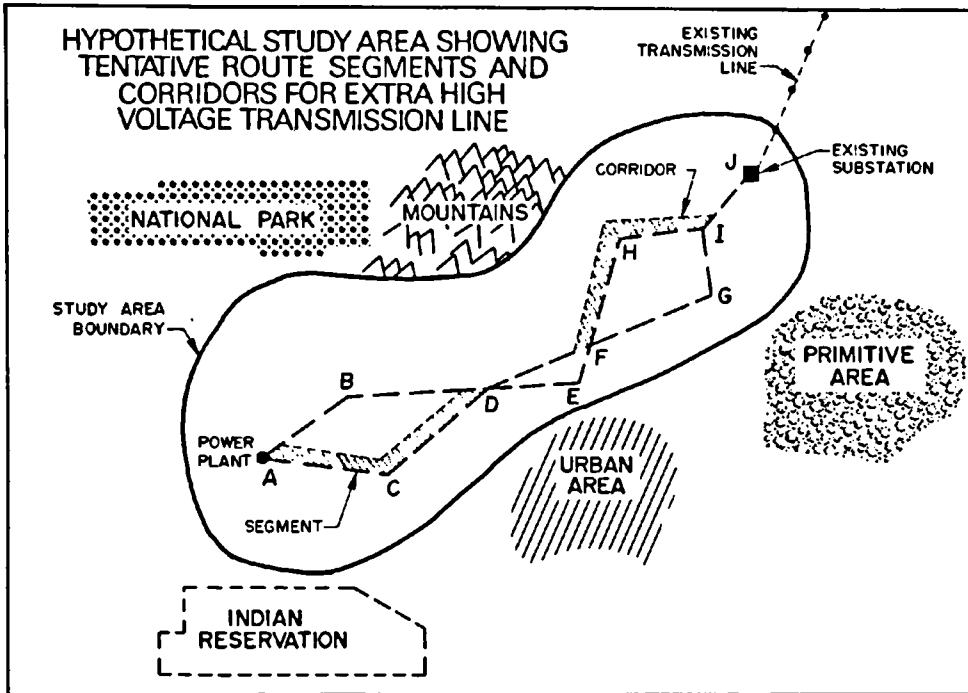 HYPOTHETICAL STUDY AREA SHOWING
TENTATIVE ROUTE SEGMENTS AND
CORRIDORS FOR EXTRA HIGH
VOLTAGE TRANSMISSION LINE
EXISTING
TRANSMISSION
LINE
J
EXISTING
SUBSTATION
CORRIDOR
NATIONAL PARK
MOUNTAINS
H
I
G
STUDY AREA
BOUNDARY
F
PRIMITIVE
AREA
B
D
E
POWER
PLANT
A
C
URBAN
AREA
SEGMENT
INDIAN
RESERVATION